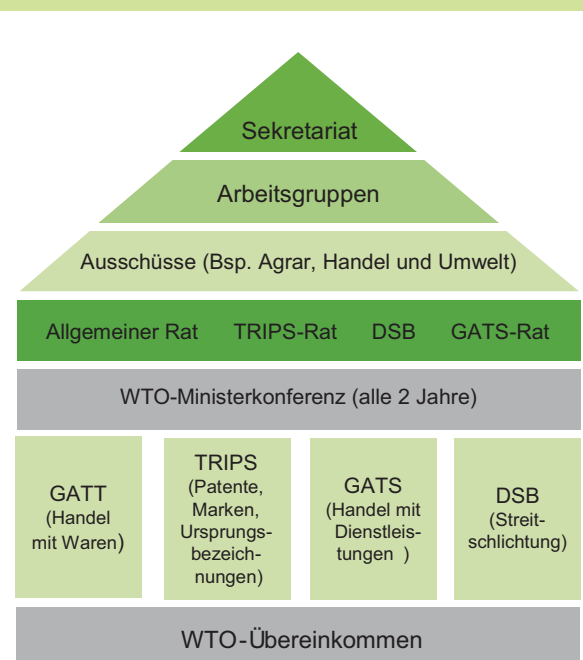 Sekretariat
Arbeitsgruppen
Ausschüsse (Bsp. Agrar, Handel und Umwelt)
Allgemeiner Rat TRIPS-Rat DSB GATS-Rat
WTO-Ministerkonferenz (alle 2 Jahre)
GATT
(Handel
mit Waren)
TRIPS
(Patente,
Marken,
Ursprungs-
bezeich-
nungen)
GATS
(Handel mit
Dienstleis-
tungen )
DSB
(Streit-
schlichtung)
WTO-Übereinkommen